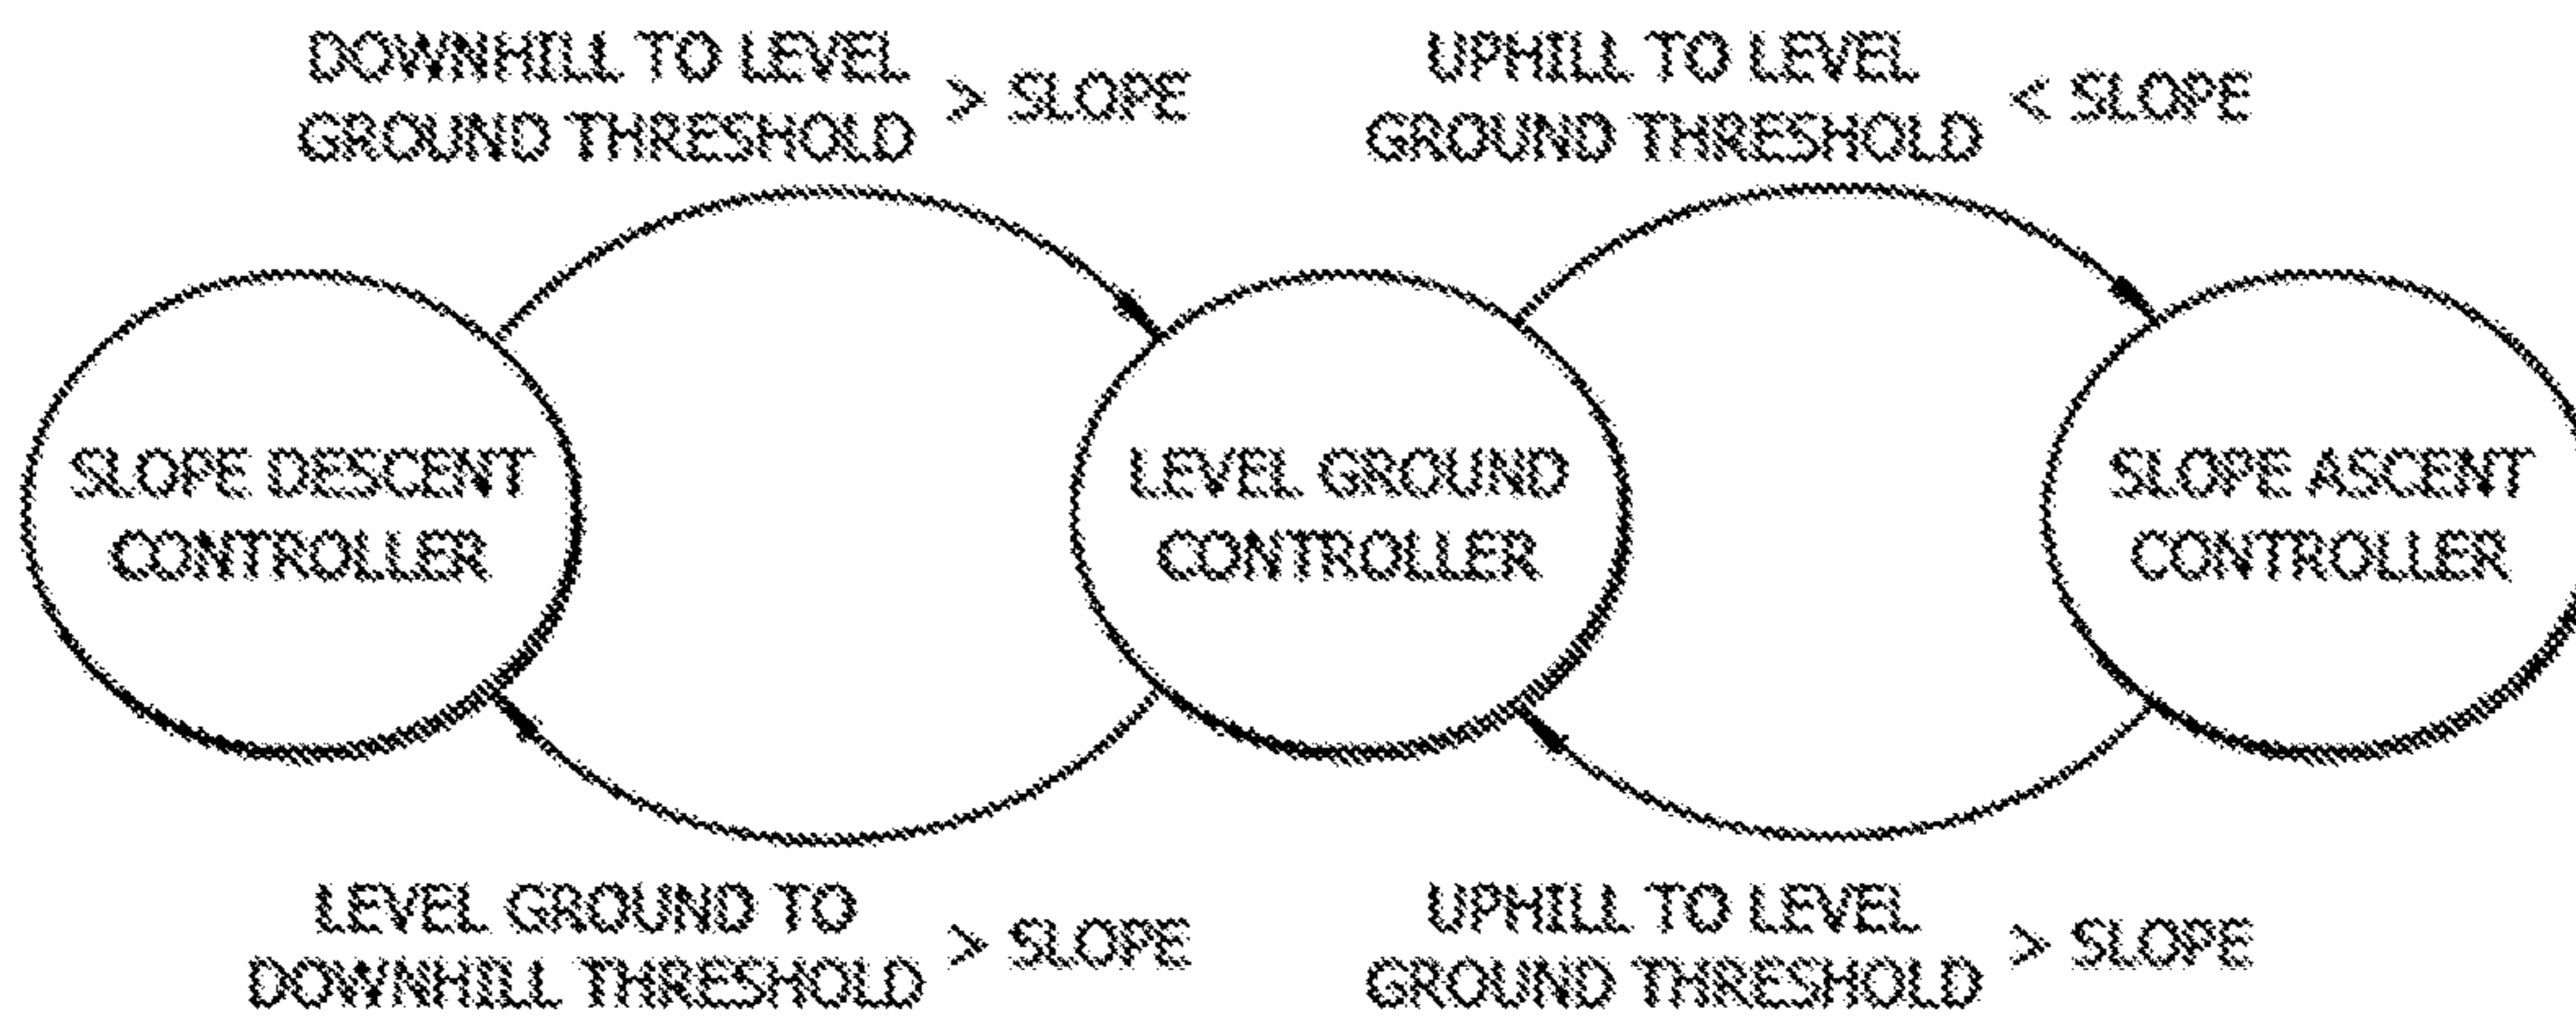 DOWNHILL TO LEVEL
GROUND THRESHOLD > SLOPE
UPHILL TO LEVEL
GROUND THRESHOLD < SLOPE
SLOPE DESCENT
CONTROLLER
LEVEL GROUND
CONTROLLER
SLOPE ASCENT
CONTROLLER
LEVEL GROUND TO
DOWNHILL THRESHOLD > SLOPE
UPHILL TO LEVEL
GROUND THRESHOLD > SLOPE